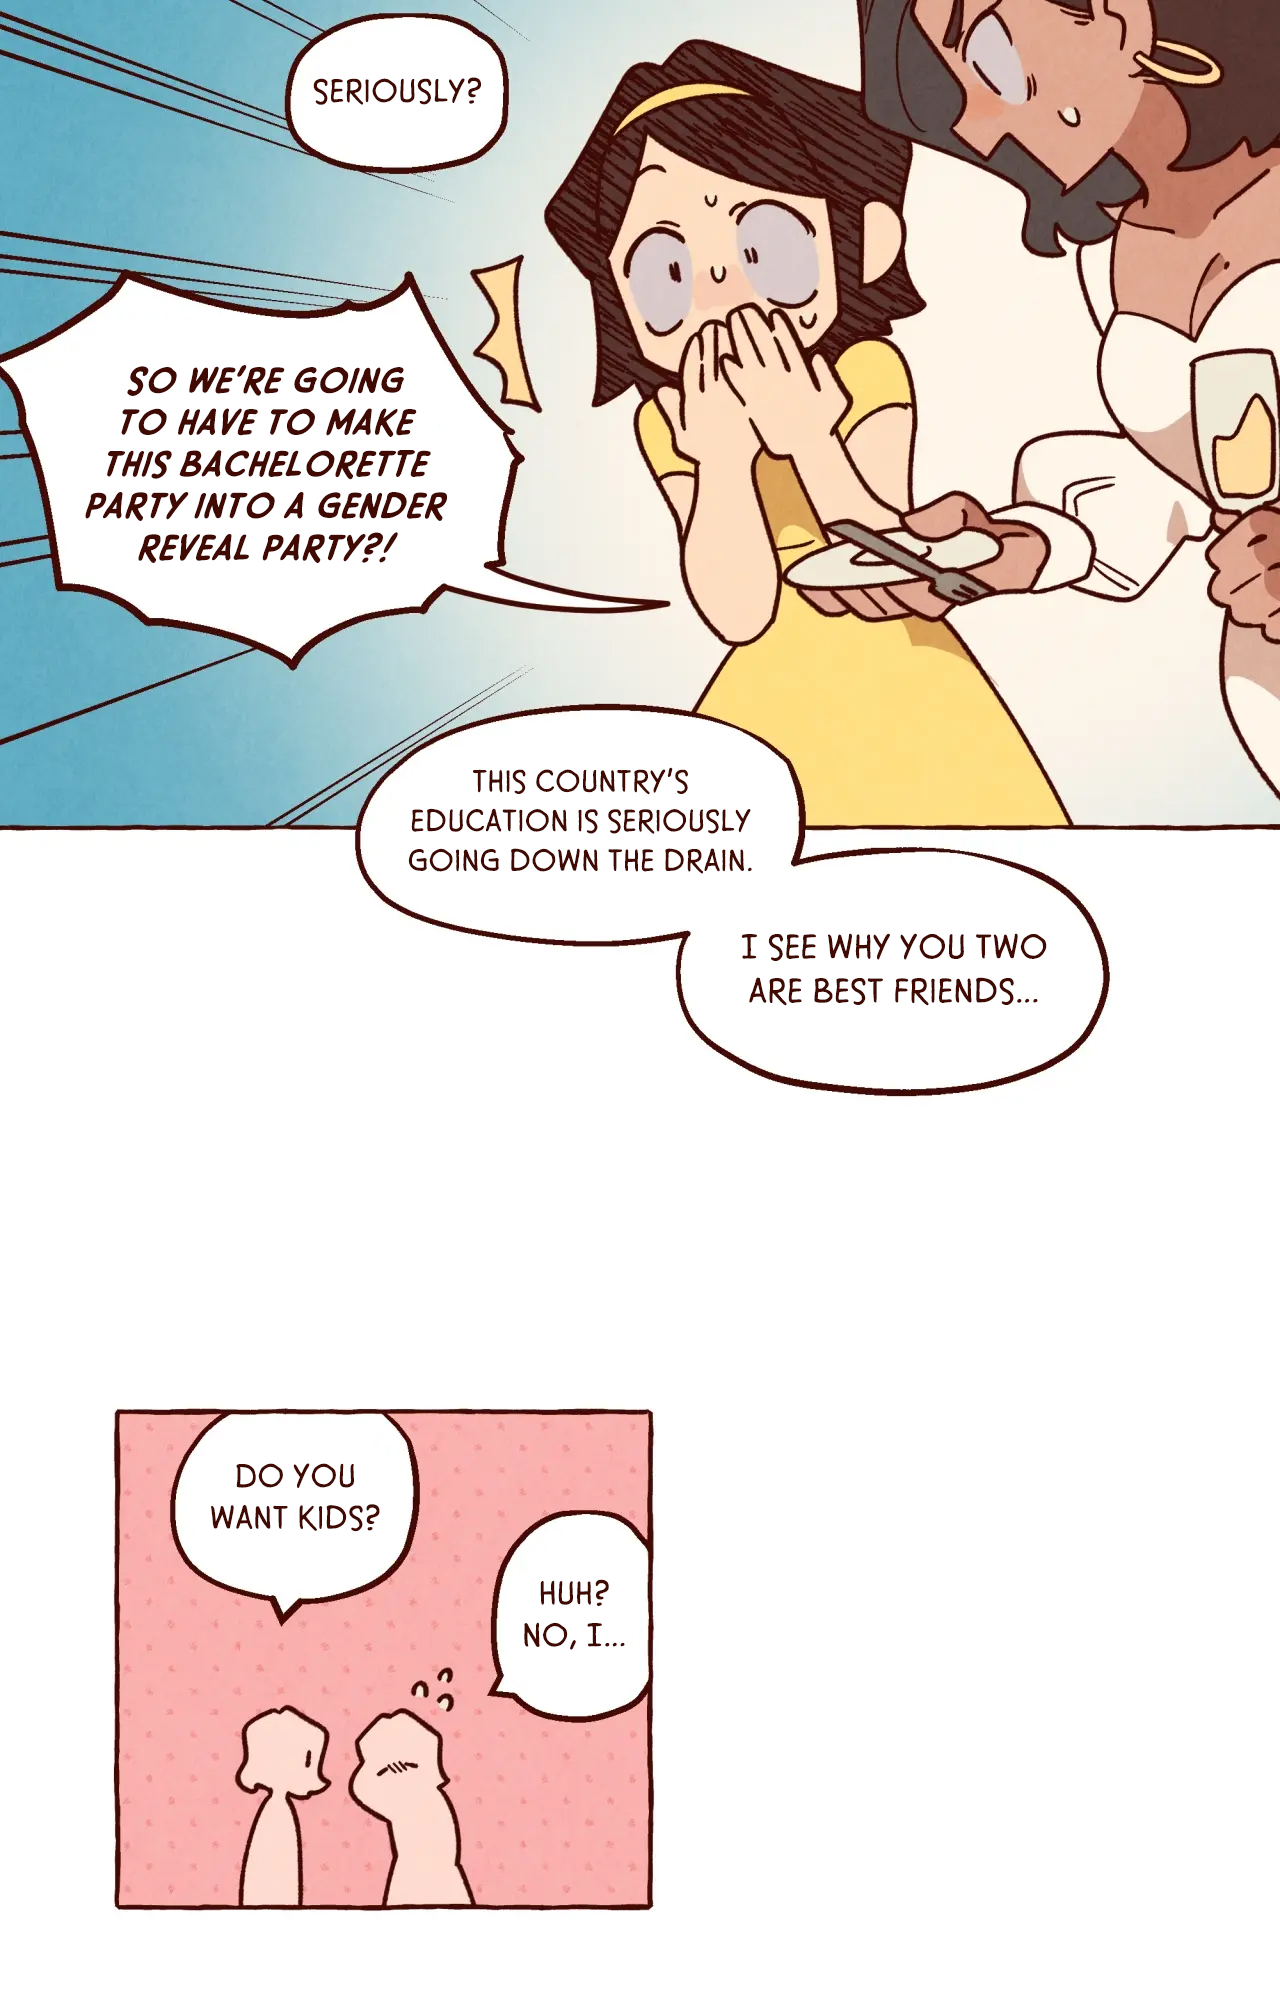 SERIOUSLY?
SO WE'RE GOING
TO HAVE TO MAKE
THIS BACHELORETTE
PARTY INTO A GENDER
REVEAL PARTY?!
THIS COUNTRY'S
EDUCATION IS SERIOUSLY
GOING DOWN THE DRAIN.
I SEE WHY YOU TWO
ARE BEST FRIENDS...
DO YOU
WANT KIDS?
HUH?
NO, I...